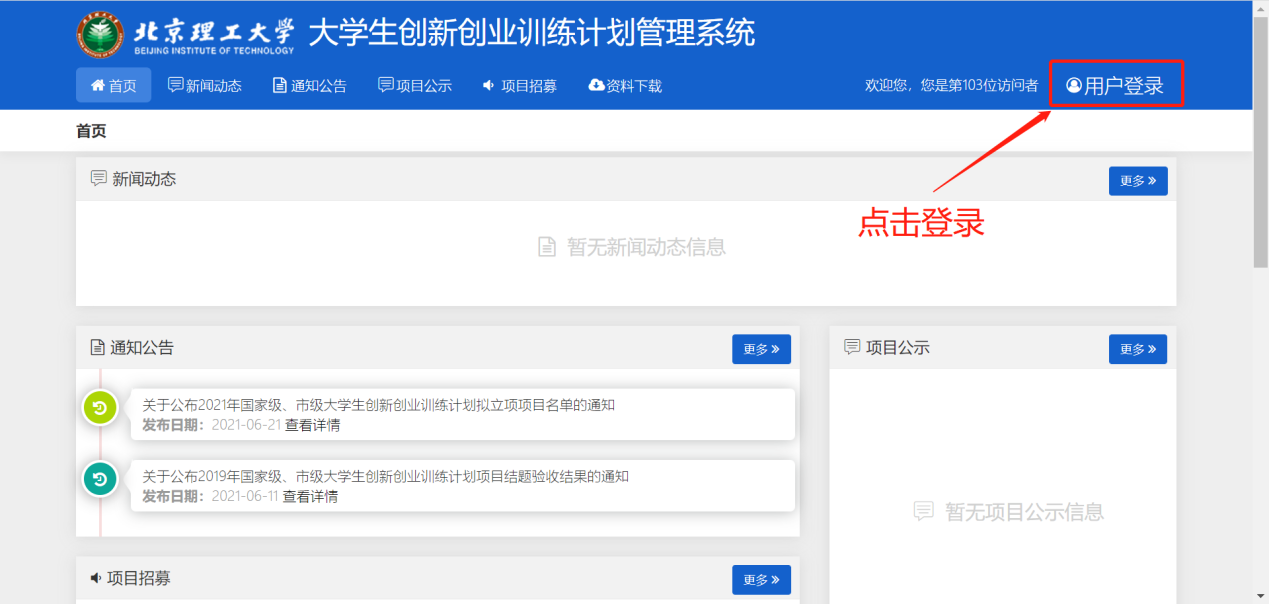 北京理工大学 大学生创新创业训练计划管理系统
BEIJING INSTITUTE OF TECHNOLOGY
首页 新闻动态 通知公告 项目公示 项目招募 资料下载 欢迎您,您是第103位访问者 用户登录
首页
新闻动态 更多 »
点击登录
暂无新闻动态信息
通知公告 更多 »
项目公示 更多 »
关于公布2021年国家级、市级大学生创新创业训练计划拟立项项目名单的通知
发布日期:2021-06-21 查看详情
关于公布2019年国家级、市级大学生创新创业训练计划项目结题验收结果的通知
发布日期:2021-06-11 查看详情
暂无项目公示信息
项目招募 更多 »